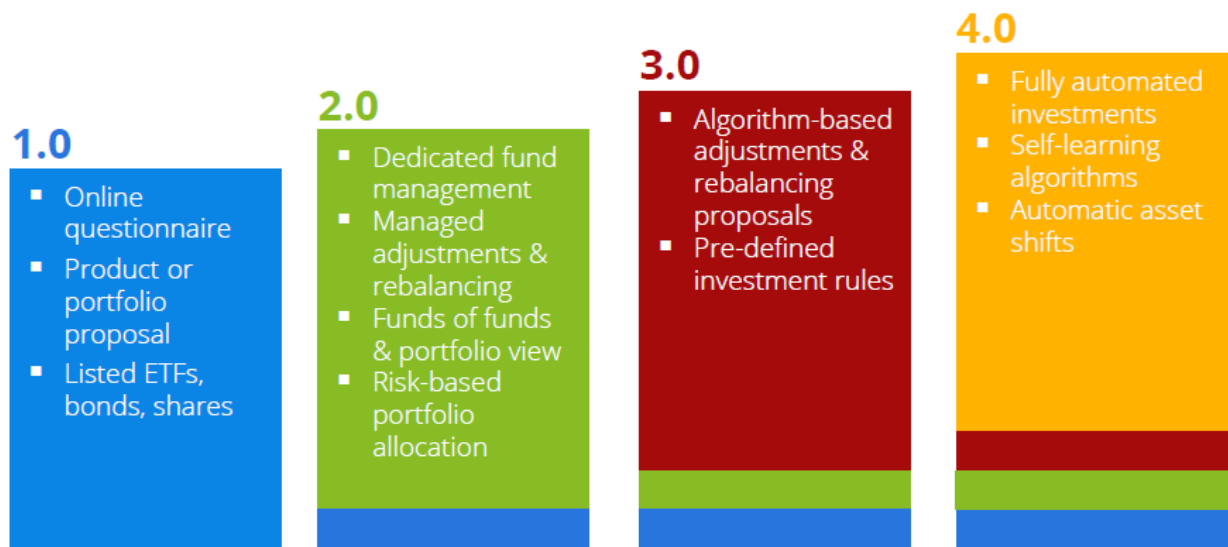 1.0
▪ Online
questionnaire
▪ Product or
portfolio
proposal
▪ Listed ETFs,
bonds, shares
2.0
▪ Dedicated fund
management
▪ Managed
adjustments &
rebalancing
▪ Funds of funds
& portfolio view
▪ Risk-based
portfolio
allocation
3.0
▪ Algorithm-based
adjustments &
rebalancing
proposals
▪ Pre-defined
investment rules
4.0
▪ Fully automated
investments
▪ Self-learning
algorithms
▪ Automatic asset
shifts